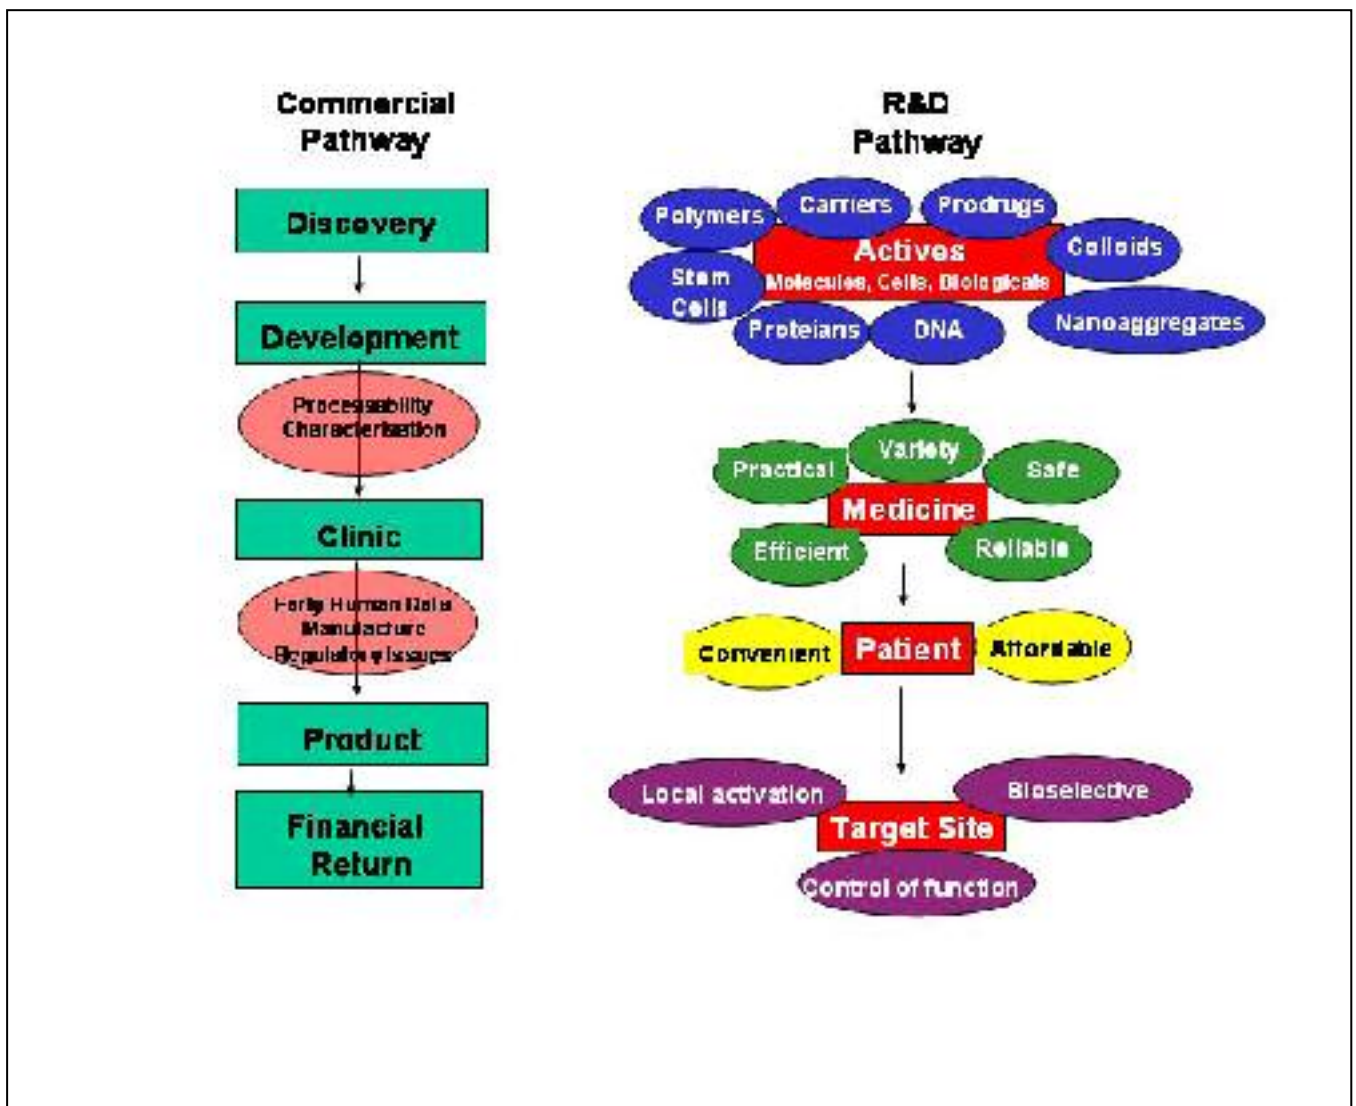 Commercial
Pathway
Discovery
Development
Processability
Characterisation
Clinic
Early Human Data
Manufacture
Regulatory Issues
Product
Financial
Return
R&D
Pathway
Polymers
Carriers
Prodrugs
Colloids
Actives
Molecules, Cells, Biologicals
Stem
Cells
Proteians
DNA
Nanoaggregates
Practical
Variety
Safe
Medicine
Efficient
Reliable
Convenient
Patient
Affordable
Local activation
Bioselective
Target Site
Control of function